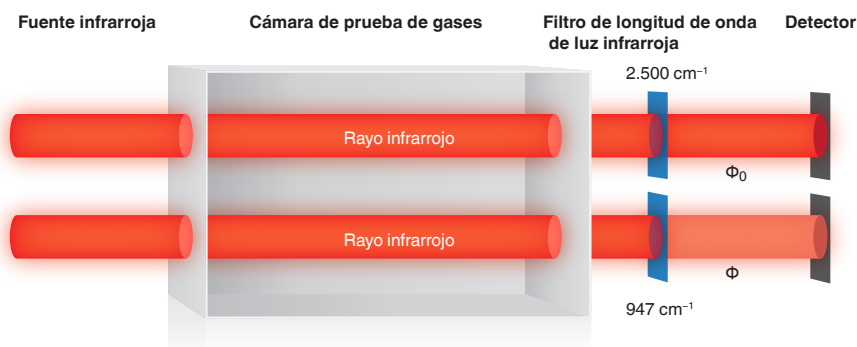 Fuente infrarroja
Cámara de prueba de gases
Filtro de longitud de onda
de luz infrarroja
Detector
2.500 cm⁻¹
Rayo infrarrojo
Φ₀
Rayo infrarrojo
Φ
947 cm⁻¹